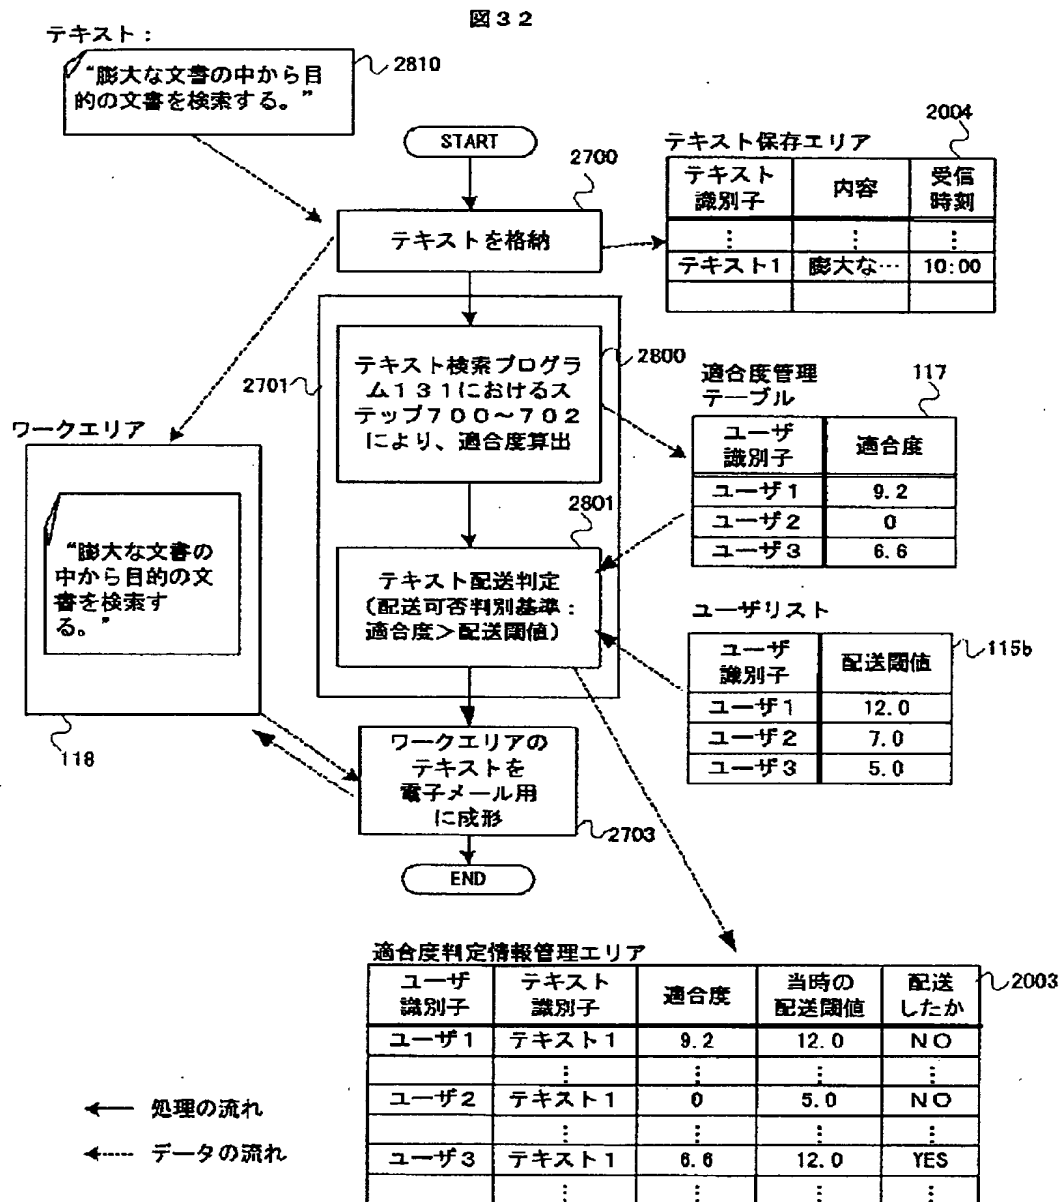 図32
テキスト：
“膨大な文書の中から目
的の文書を検索する。”
2810
START
2700
テキストを格納
2004
テキスト保存エリア
テキスト
識別子
内容
受信
時刻
⋮ ⋮ ⋮
テキスト1 膨大な… 10:00
2701
テキスト検索プログラ
ム131におけるス
テップ700～702
により、適合度算出
2800
適合度管理
テーブル
117
ユーザ
識別子
適合度
ユーザ1 9.2
ユーザ2 0
ユーザ3 6.6
ワークエリア
“膨大な文書の
中から目的の文
書を検索す
る。”
118
2801
テキスト配送判定
(配送可否判別基準：
適合度＞配送閾値)
ユーザリスト
115b
ユーザ
識別子
配送閾値
ユーザ1 12.0
ユーザ2 7.0
ユーザ3 5.0
ワークエリアの
テキストを
電子メール用
に成形
2703
END
適合度判定情報管理エリア
2003
ユーザ
識別子
テキスト
識別子
適合度
当時の
配送閾値
配送
したか
ユーザ1 テキスト1 9.2 12.0 NO
⋮ ⋮ ⋮ ⋮
ユーザ2 テキスト1 0 5.0 NO
⋮ ⋮ ⋮ ⋮
ユーザ3 テキスト1 6.6 12.0 YES
⋮ ⋮ ⋮ ⋮
処理の流れ
データの流れ